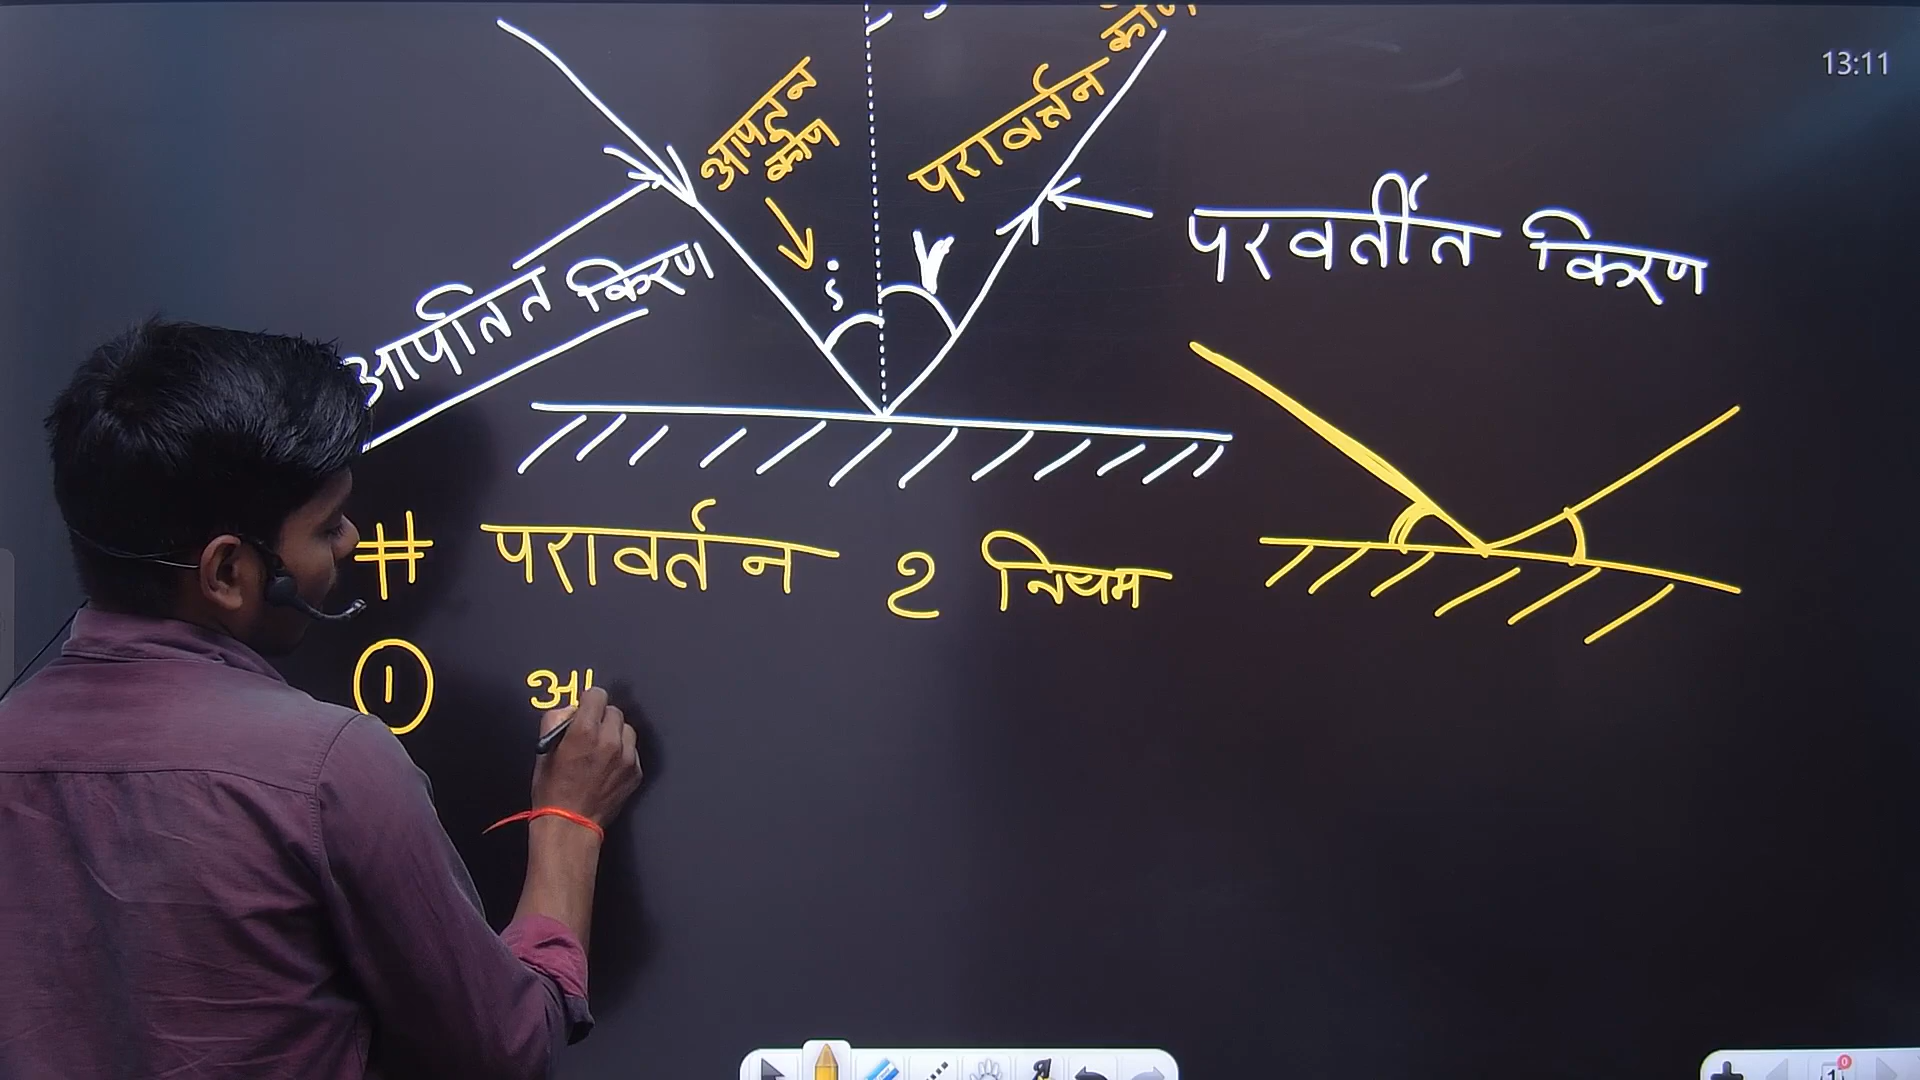 13:11
आपतन
कोण
परावर्तन कोण
i
r
आपतित किरण
परवर्तीत किरण
# परावर्तन 2 नियम
1 आ